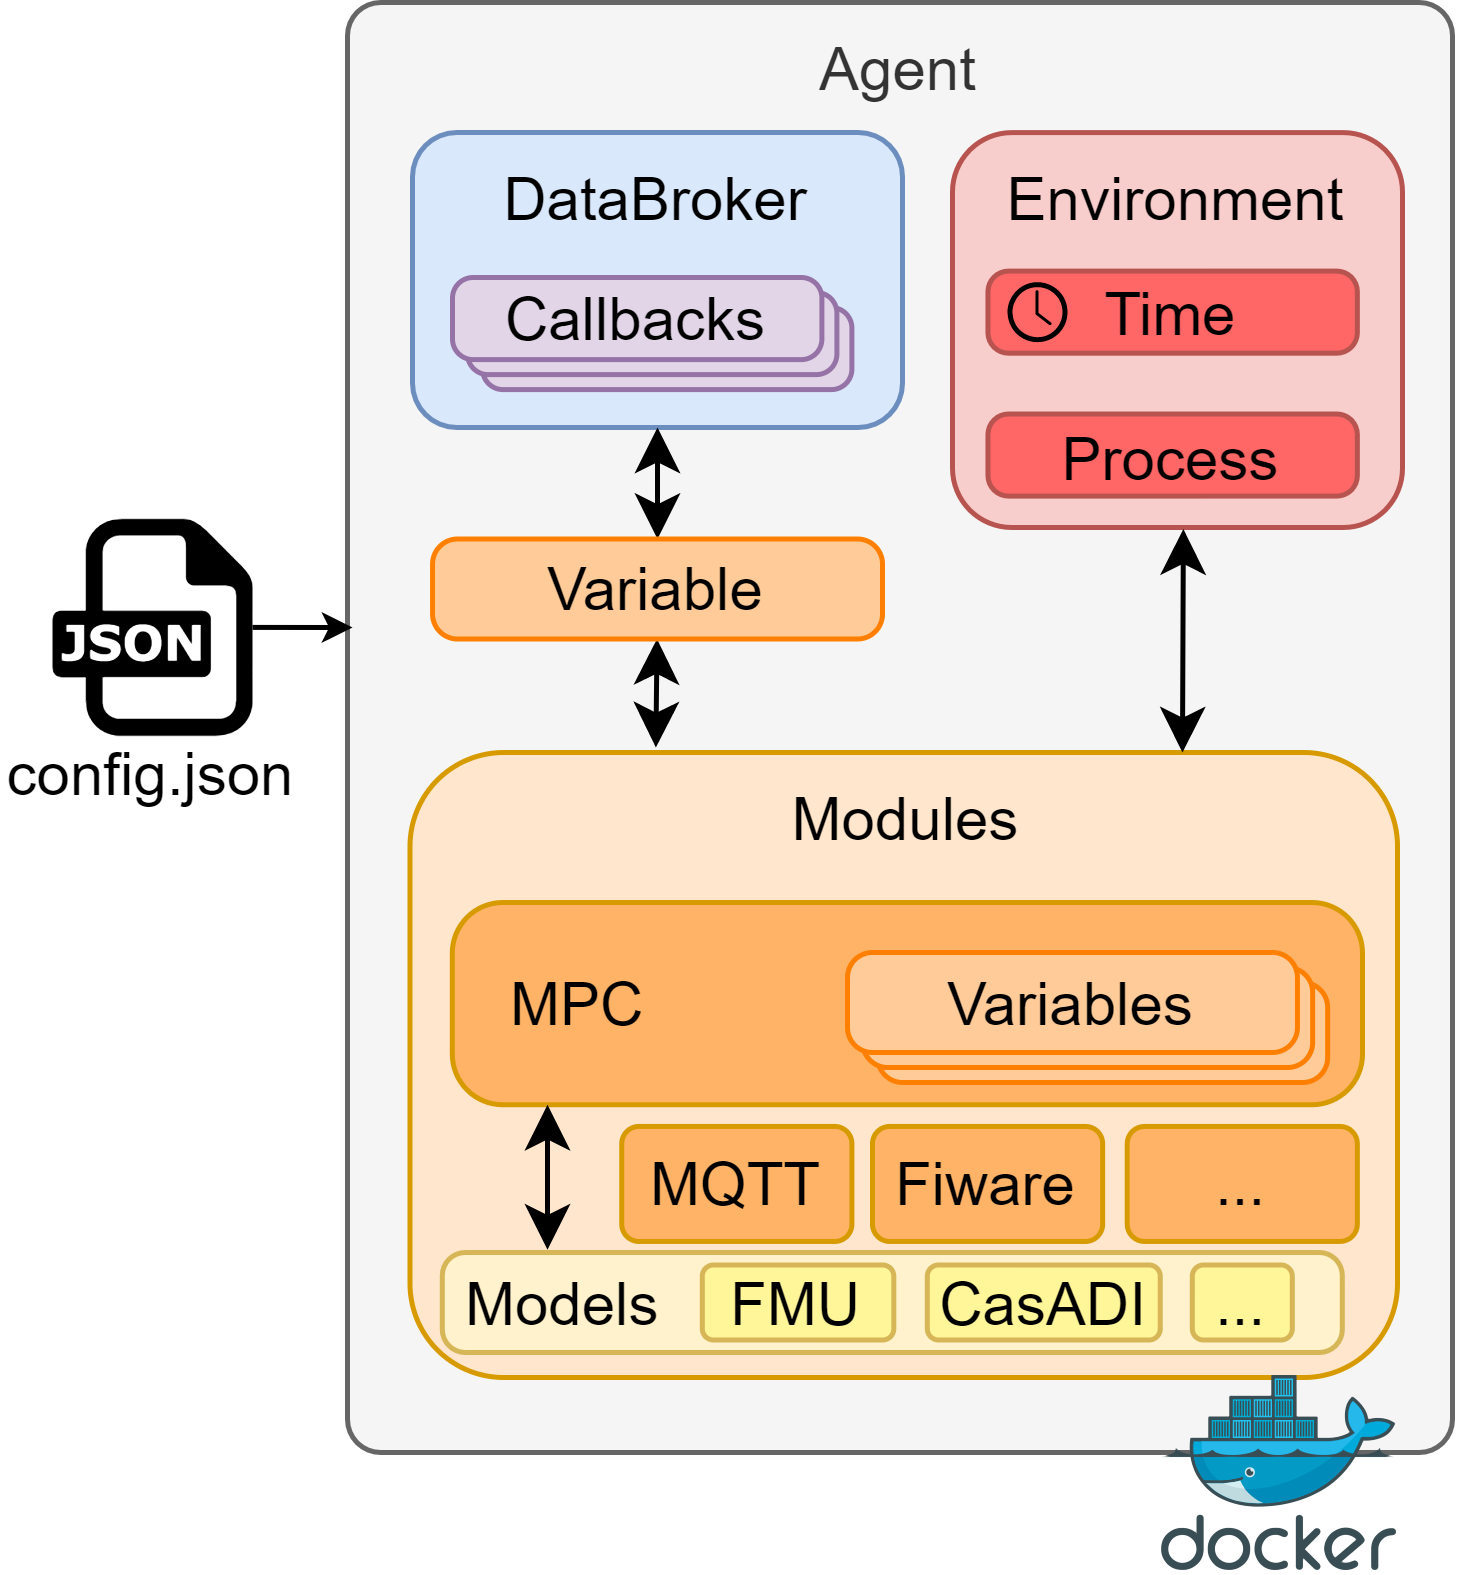 Agent
DataBroker
Callbacks
Environment
Time
Process
Variable
JSON
config.json
Modules
MPC
Variables
MQTT
Fiware
...
Models
FMU
CasADI
...
docker